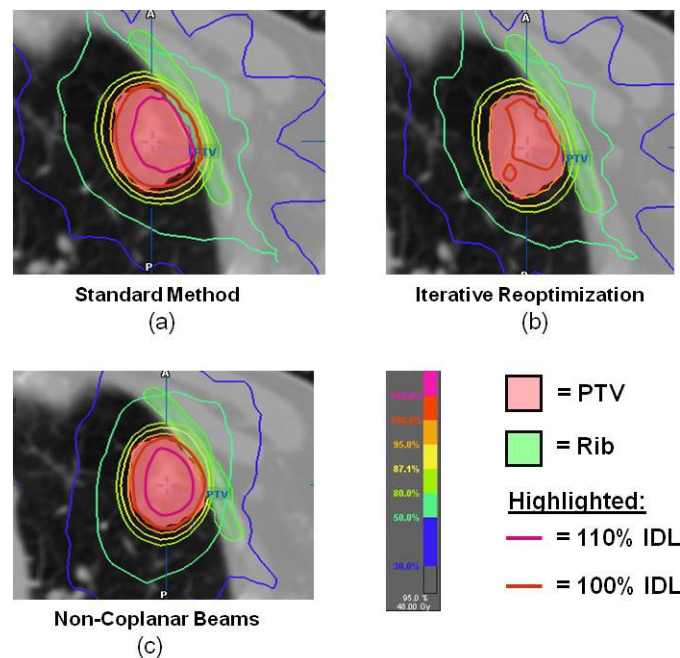 A
PTV
P
Standard Method
(a)
A
PTV
P
Iterative Reoptimization
(b)
A
PTV
P
Non-Coplanar Beams
(c)
110.0%
100.0%
95.0%
87.1%
80.0%
50.0%
30.0%
95.0 %
48.00 Gy
= PTV
= Rib
Highlighted:
= 110% IDL
= 100% IDL